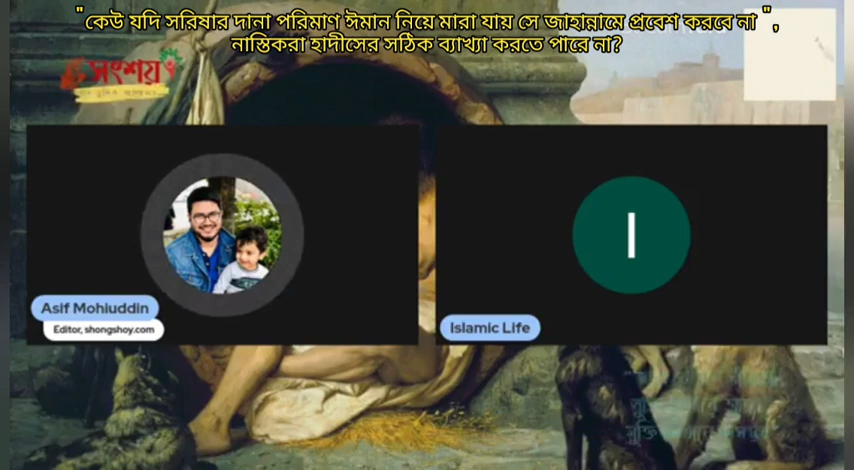 "কেউ যদি সরিষার দানা পরিমাণ ঈমান নিয়ে মারা যায় সে জাহান্নামে প্রবেশ করবে না ",
নাস্তিকরা হাদীসের সঠিক ব্যাখ্যা করতে পারে না?
সংশয়
I
Asif Mohiuddin
Editor, shongshoy.com
Islamic Life